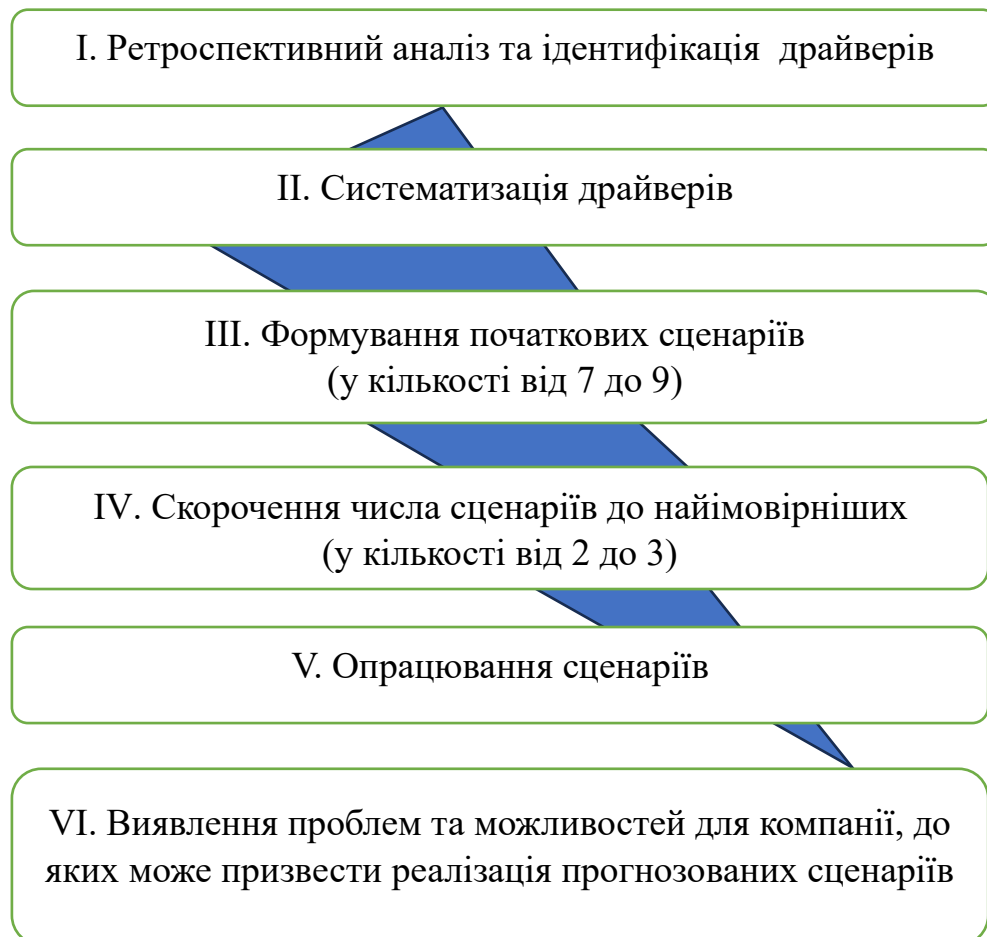 I. Ретроспективний аналіз та ідентифікація драйверів
II. Систематизація драйверів
III. Формування початкових сценаріїв
(у кількості від 7 до 9)
IV. Скорочення числа сценаріїв до найімовірніших
(у кількості від 2 до 3)
V. Опрацювання сценаріїв
VI. Виявлення проблем та можливостей для компанії, до
яких може призвести реалізація прогнозованих сценаріїв